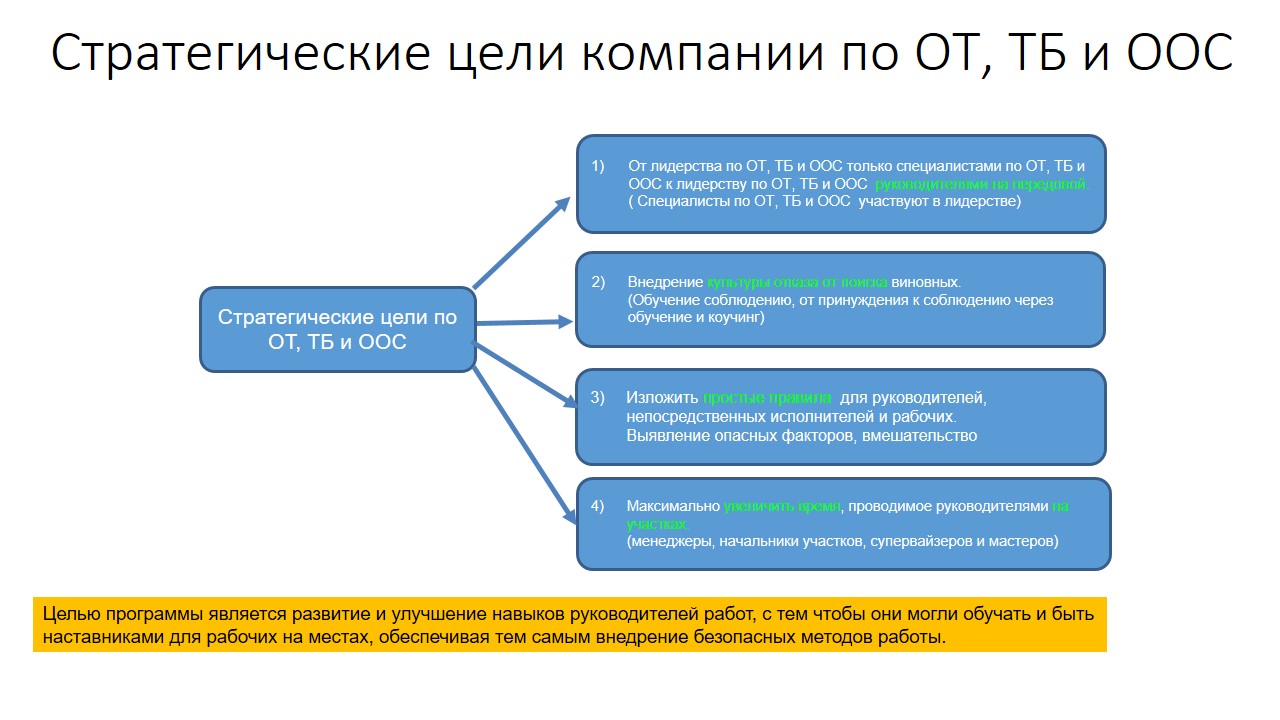 Стратегические цели компании по ОТ, ТБ и ООС
Стратегические цели по
ОТ, ТБ и ООС
1) От лидерства по ОТ, ТБ и ООС только специалистами по ОТ, ТБ и
ООС к лидерству по ОТ, ТБ и ООС руководителями на передовой.
( Специалисты по ОТ, ТБ и ООС участвуют в лидерстве)
2) Внедрение культуры отказа от поиска виновных.
(Обучение соблюдению, от принуждения к соблюдению через
обучение и коучинг)
3) Изложить простые правила для руководителей,
непосредственных исполнителей и рабочих.
Выявление опасных факторов, вмешательство
4) Максимально увеличить время, проводимое руководителями на
участках.
(менеджеры, начальники участков, супервайзеров и мастеров)
Целью программы является развитие и улучшение навыков руководителей работ, с тем чтобы они могли обучать и быть
наставниками для рабочих на местах, обеспечивая тем самым внедрение безопасных методов работы.